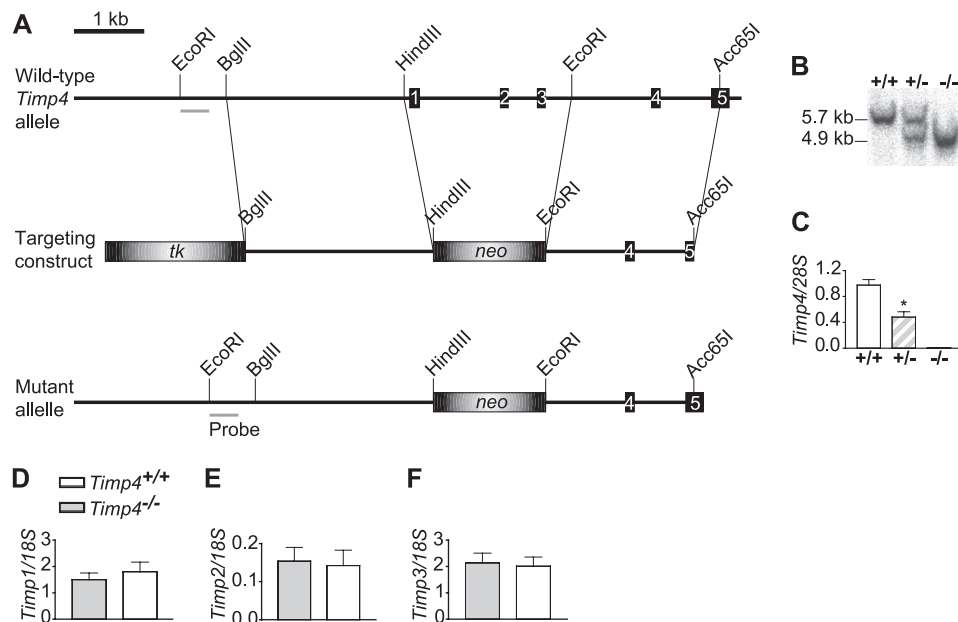 A
1 kb
EcoRI
BglII
HindIII
EcoRI
Acc65I
Wild-type
Timp4
allele
1
2
3
4
5
BglII
HindIII
EcoRI
Acc65I
Targeting
construct
tk
neo
4
5
EcoRI
BglII
HindIII
EcoRI
Acc65I
Mutant
allele
neo
4
5
Probe
B
+/+ +/- -/-
5.7 kb
4.9 kb
C
Timp4/28S
1.2
0.8
0.4
0.0
*
+/+ +/- -/-
D
Timp4+/+
Timp4-/-
Timp1/18S
3
2
1
0
E
Timp2/18S
0.2
0.1
0
F
Timp3/18S
3
2
1
0